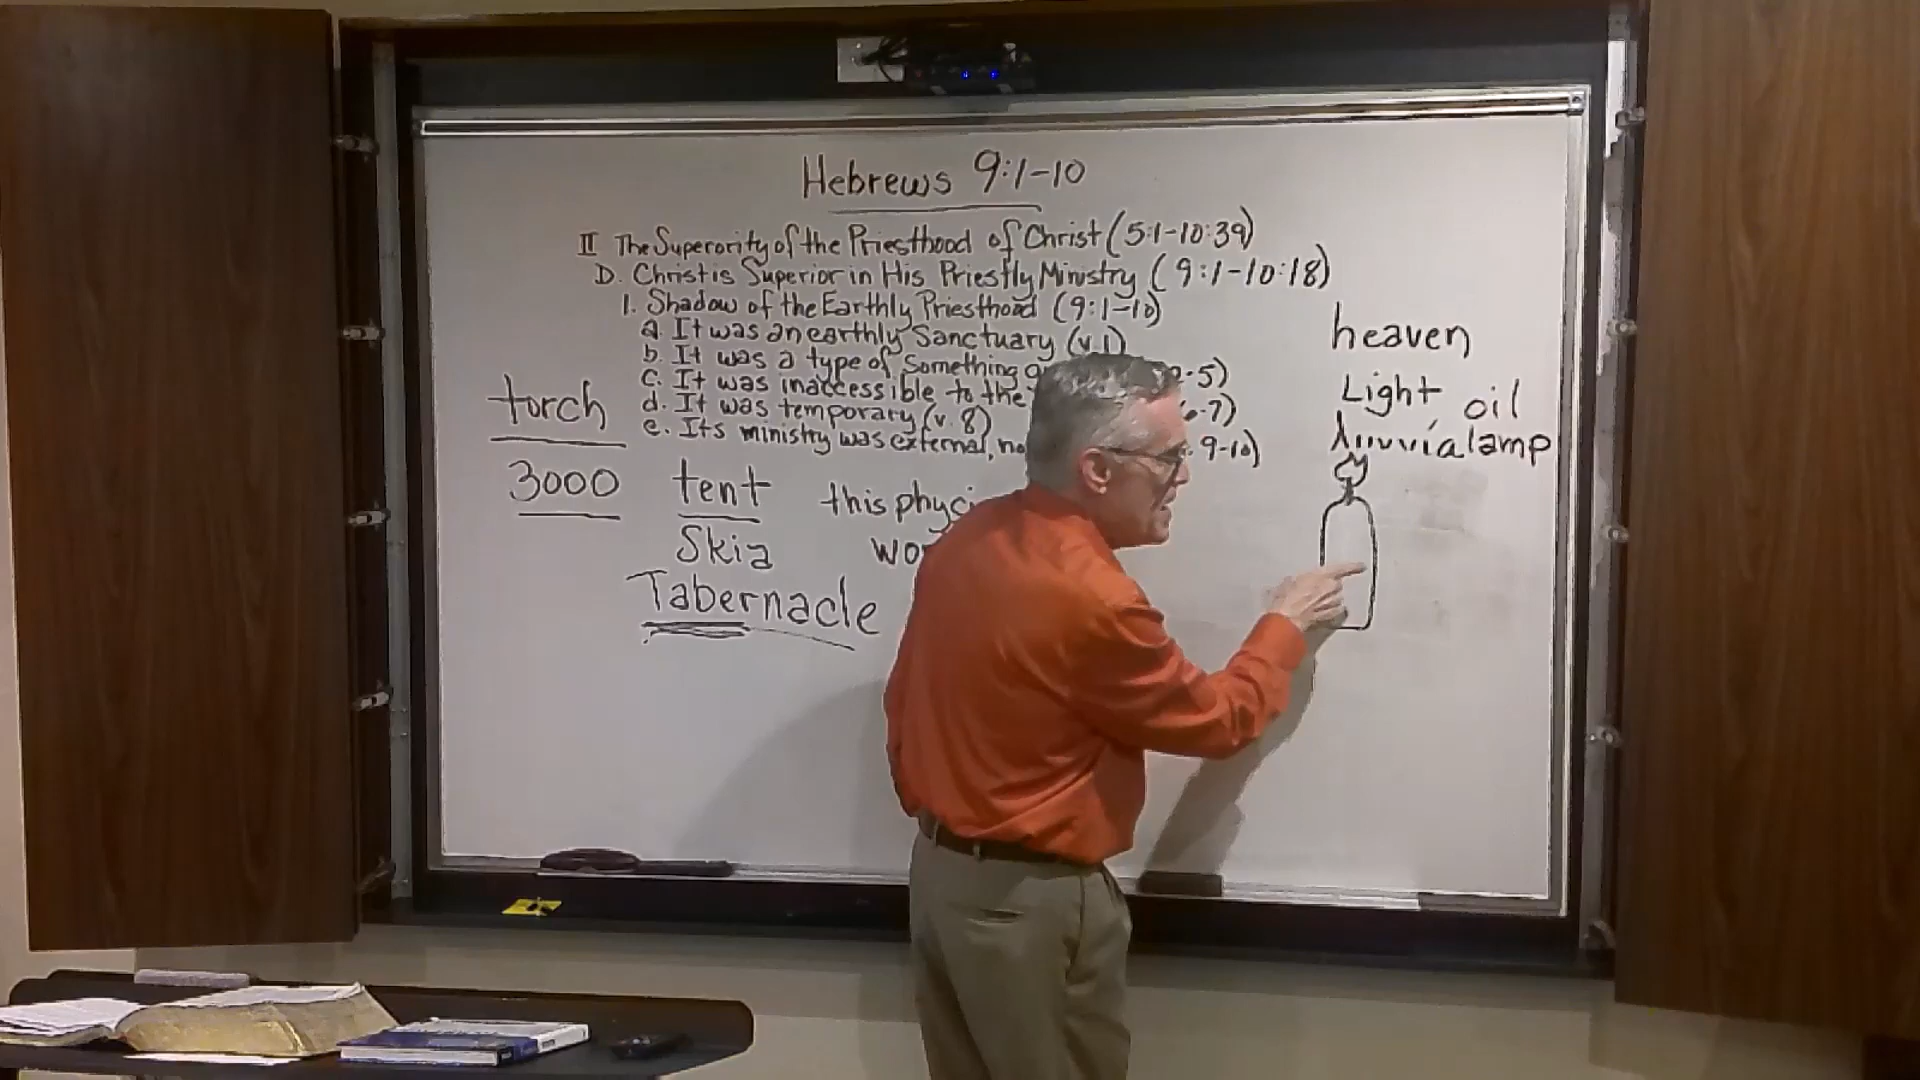 Hebrews 9:1-10
II The Superority of the Priesthood of Christ (5:1-10:39)
D. Christ is Superior in His Priestly Ministry (9:1-10:18)
1. Shadow of the Earthly Priesthood (9:1-10)
a. It was an earthly Sanctuary (v.1)
b. It was a type of Something -5)
c. It was inaccessible to the -7)
d. It was temporary (v. 8)
e. Its ministry was external, 9-10)
torch
3000
tent
Skia
Tabernacle
this
heaven
Light
oil
lamp